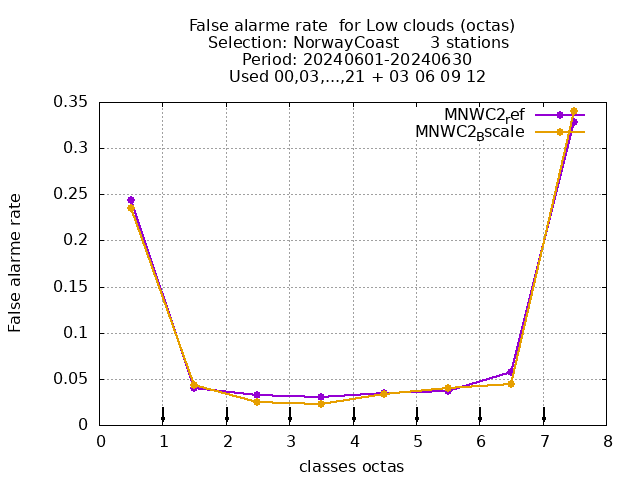 False alarme rate  for Low clouds (octas)
Selection: NorwayCoast      3 stations
Period: 20240601-20240630
Used 00,03,...,21 + 03 06 09 12
MNWC2ref
MNWC2Bscale
0.35
0.3
0.25
0.2
0.15
0.1
0.05
0
False alarme rate
0 1 2 3 4 5 6 7 8
classes octas